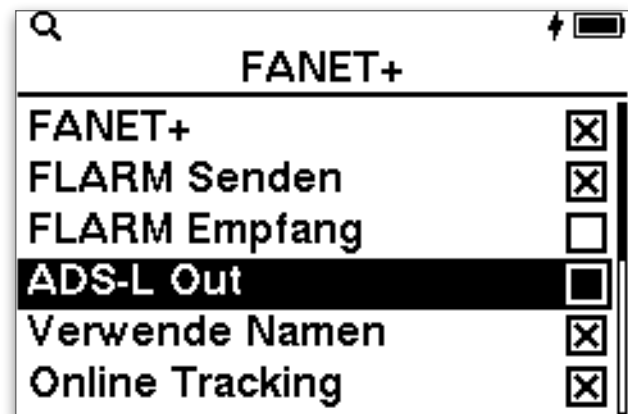 FANET+
FANET+
FLARM Senden
FLARM Empfang
ADS-L Out
Verwende Namen
Online Tracking